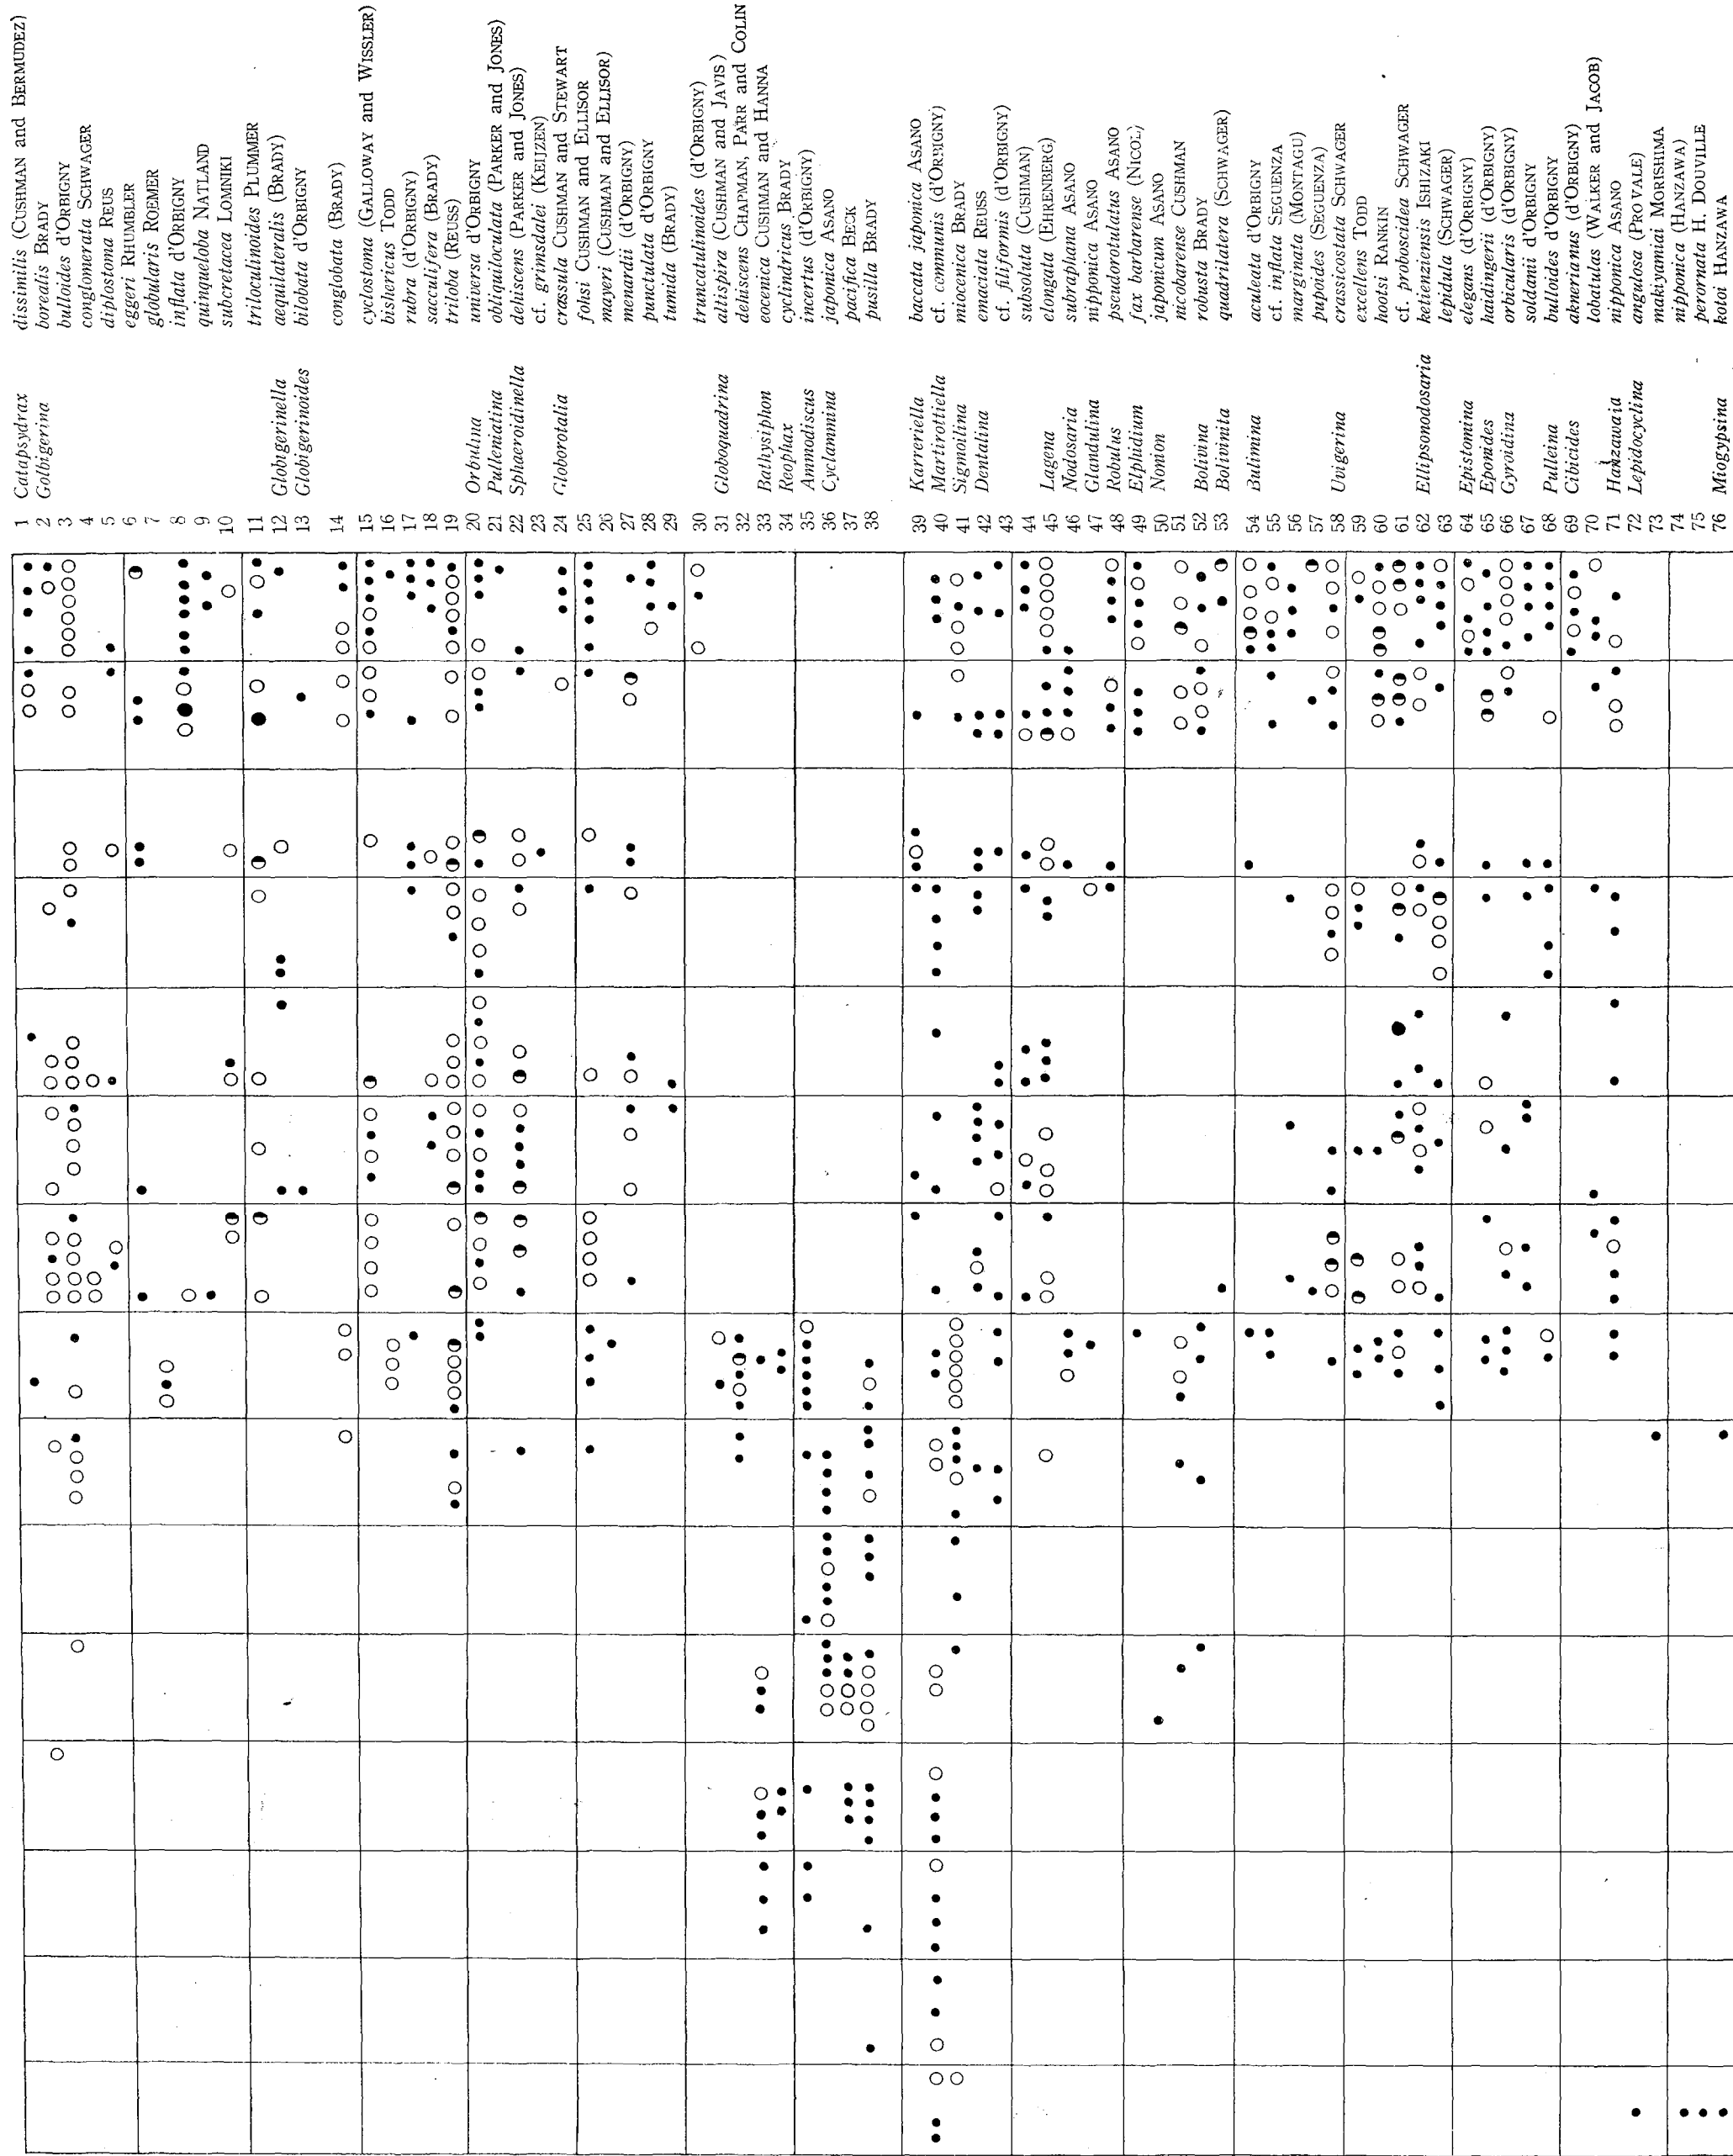 1 Catapsydrax dissimilis (CUSHMAN and BERMUDEZ)
2 Golbigerina borealis BRADY
3 bulloides d'ORBIGNY
4 conglomerata SCHWAGER
5 diplostoma REUS
6 eggeri RHUMBLER
7 globularis ROEMER
8 inflata d'ORBIGNY
9 quinqueloba NATLAND
10 subcretacea LOMNIKI
11 triloculinoides PLUMMER
12 Globigerinella aequilateralis (BRADY)
13 Globigerinoides bilobata d'ORBIGNY
14 conglobata (BRADY)
15 cyclostoma (GALLOWAY and WISSLER)
16 bishericus TODD
17 rubra (d'ORBIGNY)
18 sacculifera (BRADY)
19 triloba (REUSS)
20 Orbulina universa d'ORBIGNY
21 Pulleniatina obliquiloculata (PARKER and JONES)
22 Sphaeroidinella dehiscens (PARKER and JONES)
23 cf. grimsdalei (KEIJZEN)
24 Globorotalia crassula CUSHMAN and STEWART
25 fohsi CUSHMAN and ELLISOR
26 mayeri (CUSHMAN and ELLISOR)
27 menardii (d'ORBIGNY)
28 punculata d'ORBIGNY
29 tumida (BRADY)
30 truncatulinoides (d'ORBIGNY)
31 Globoquadrina altispira (CUSHMAN and JAVIS)
32 dehiscens CHAPMAN, PARR and COLIN
33 Bathysiphon eocenica CUSHMAN and HANNA
34 Reophax cylindricus BRADY
35 Ammodiscus incertus (d'ORBIGNY)
36 Cyclammina japonica ASANO
37 pacifica BECK
38 pusilla BRADY
39 Karreriella baccata japonica ASANO
40 Martirottiella cf. communis (d'ORBIGNY)
41 Sigmoilina miocenica BRADY
42 Dentalina emaciata REUSS
43 cf. filiformis (d'ORBIGNY)
44 subsoluta (CUSHMAN)
45 Lagena elongata (EHRENBERG)
46 Nodosaria subraphana ASANO
47 Glandulina nipponica ASANO
48 Robulus pseudorotulatus ASANO
49 Elphidium fax barbarense (NICOL)
50 Nonion japonicum ASANO
51 nicobarense CUSHMAN
52 Bolivina robusta BRADY
53 Bolivinita quadrilatera (SCHWAGER)
54 Bulimina aculeata d'ORBIGNY
55 cf. inflata SEGUENZA
56 marginata (MONTAGU)
57 pupoides (SEGUENZA)
58 Uvigerina crassicostata SCHWAGER
59 excellens TODD
60 hootsi RANKIN
61 cf. proboscidea SCHWAGER
62 Ellipsonodosaria ketienziensis ISHIZAKI
63 lepidula (SCHWAGER)
64 Epistomina elegans (d'ORBIGNY)
65 Eponides haidingerii (d'ORBIGNY)
66 Gyroidina orbicularis (d'ORBIGNY)
67 soldanii d'ORBIGNY
68 Pulleina bulloides d'ORBIGNY
69 Cibicides aknerianus (d'ORBIGNY)
70 lobatulas (WALKER and JACOB)
71 Hanzawaia nipponica ASANO
72 Lepidocyclina angulosa (PROVALE)
73 makiyamiai MORISHIMA
74 nipponica (HANZAWA)
75 perornata H. DOUVILLE
76 Miogypsina kotoi HANZAWA